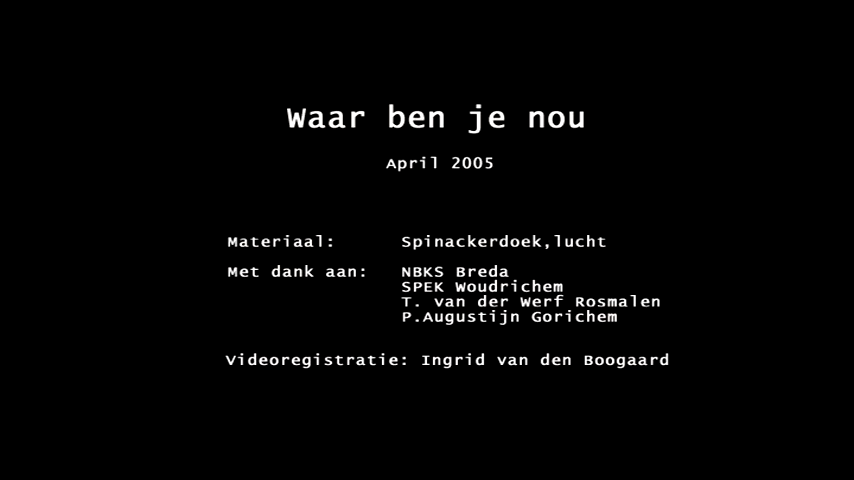 Waar ben je nou
April 2005
Materiaal: Spinackerdoek,lucht
Met dank aan: NBKS Breda
SPEK Woudrichem
T. van der Werf Rosmalen
P.Augustijn Gorichem
Videoregistratie: Ingrid van den Boogaard